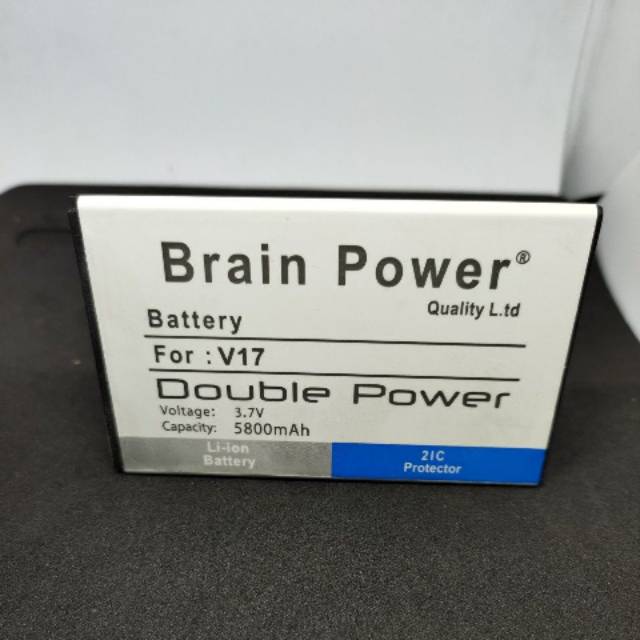 Brain Power®
Quality L.td
Battery
For : V17
Double Power
Voltage: 3.7V
Capacity: 5800mAh
Li-ion
Battery
2IC
Protector